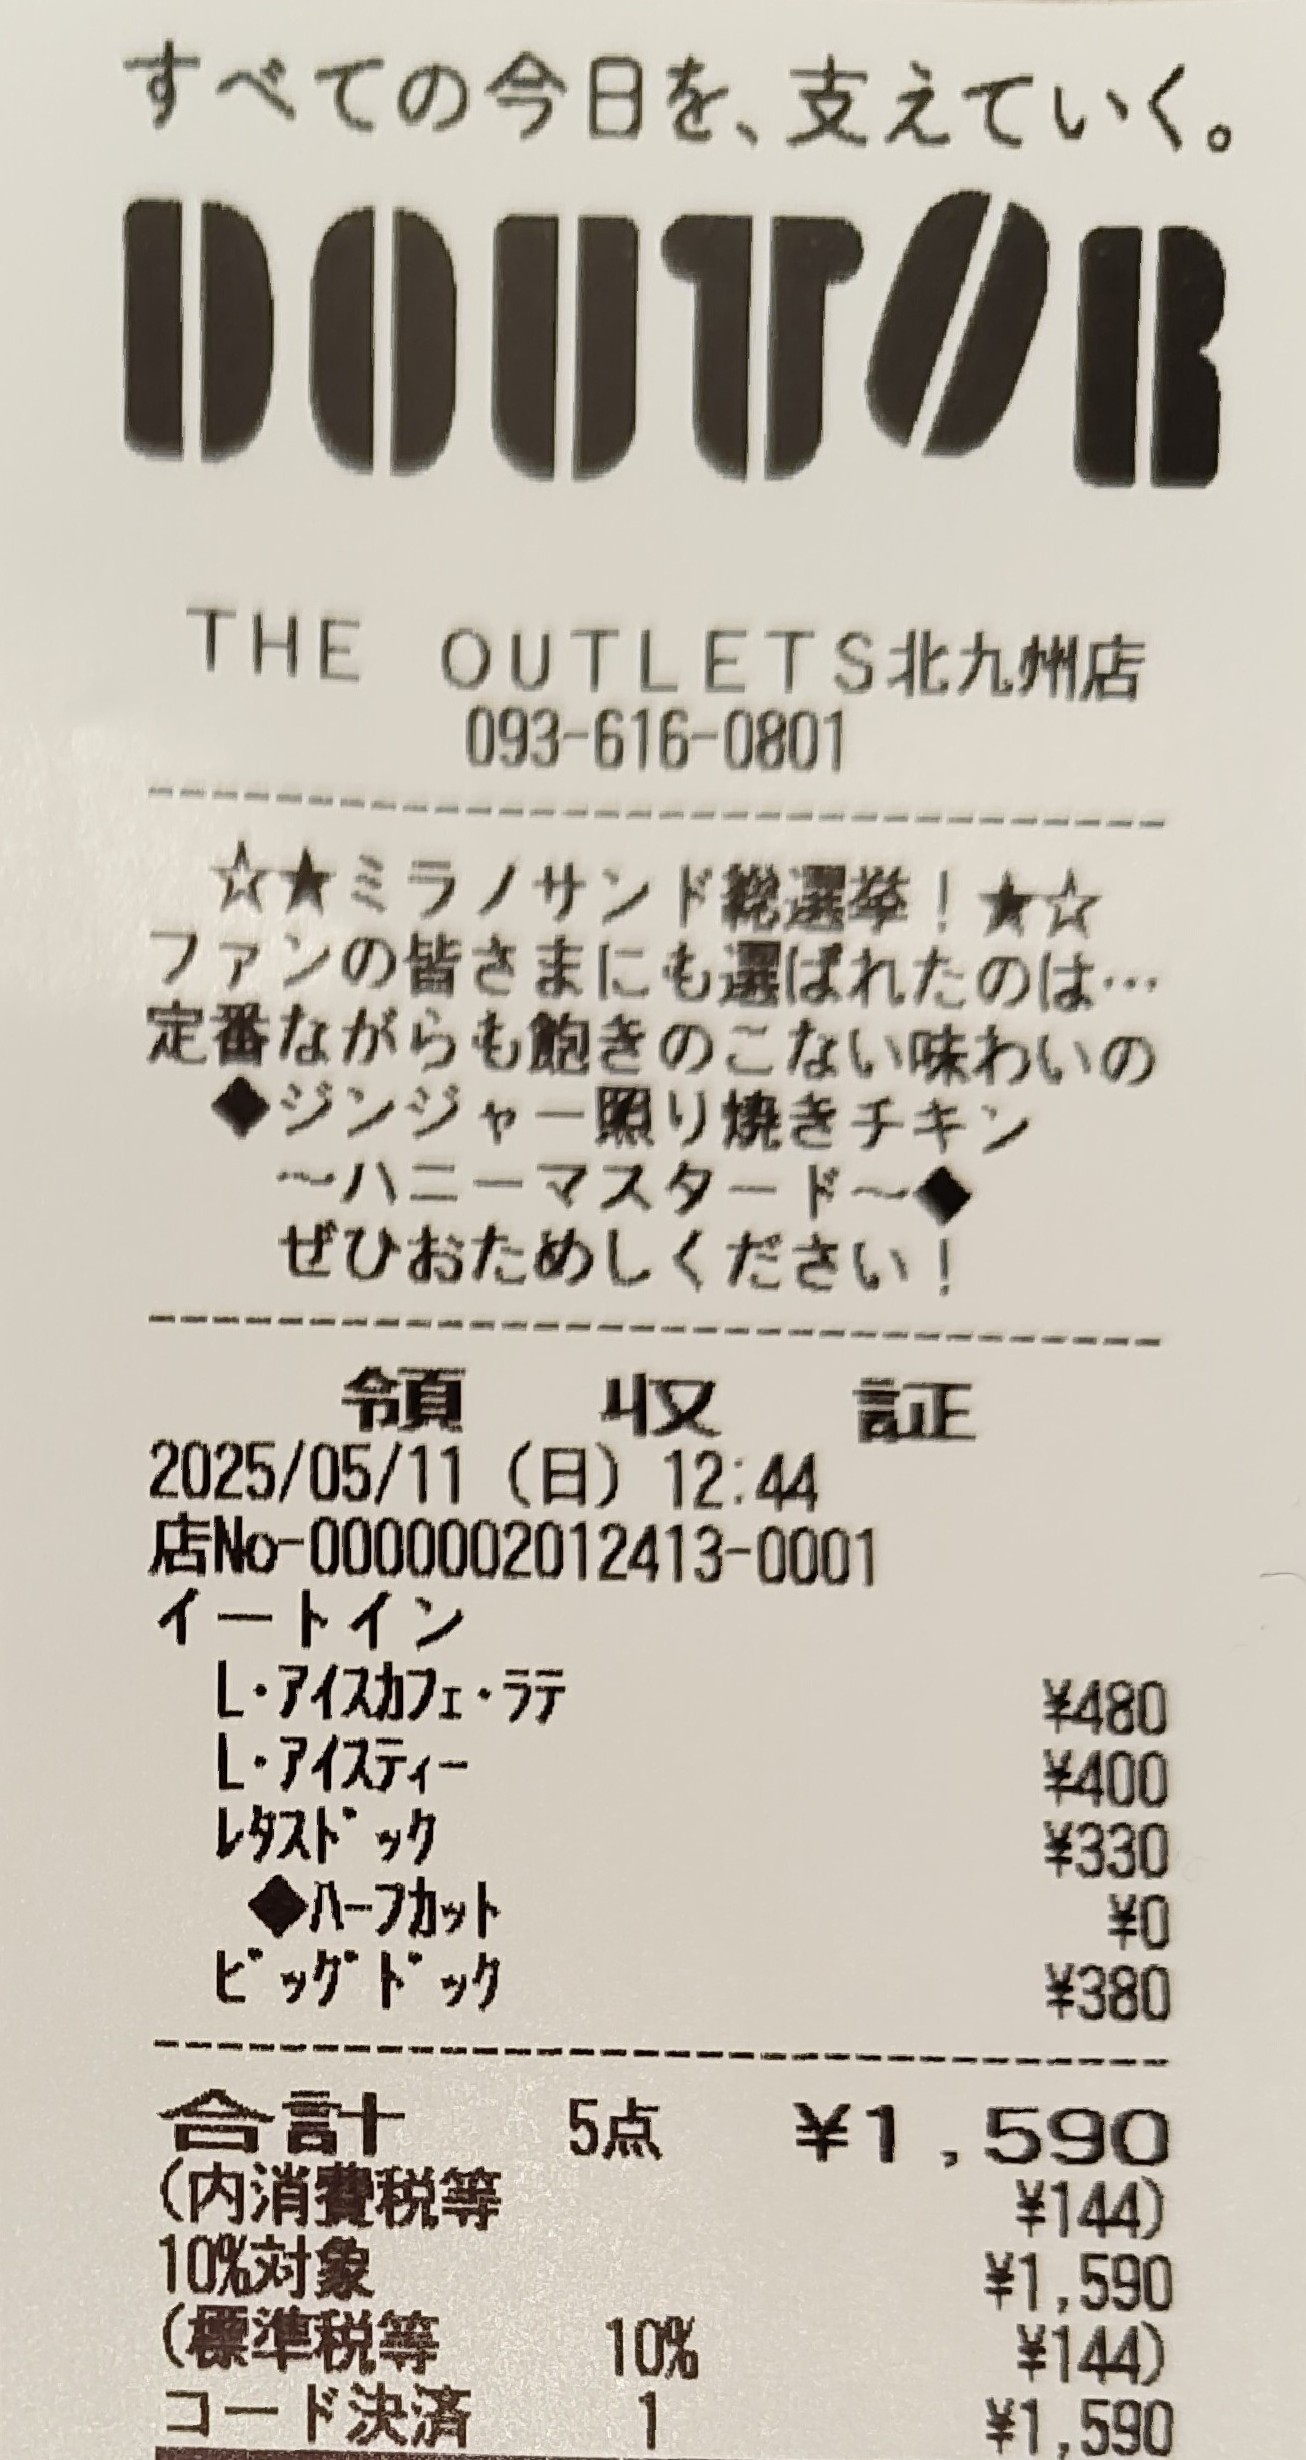 すべての今日を、支えていく。
DOUTOR
THE OUTLETS北九州店
093-616-0801
☆★ミラノサンド総選挙！★☆
ファンの皆さまにも選ばれたのは…
定番ながらも飽きのこない味わいの
◆ジンジャー照り焼きチキン
～ハニーマスタード～◆
ぜひおためしください！
領 収 証
2025/05/11 (日) 12:44
店No-0000002012413-0001
イートイン
L・ｱｲｽｶﾌｪ・ﾗﾃ ¥480
L・ｱｲｽﾃｨｰ ¥400
ﾚﾀｽﾄﾞｯｸ ¥330
◆ﾊｰﾌｶｯﾄ ¥0
ﾋﾞｯｸﾞﾄﾞｯｸ ¥380
合計 5点 ¥1,590
(内消費税等 ¥144)
10%対象 ¥1,590
(標準税等 10% ¥144)
コード決済 1 ¥1,590